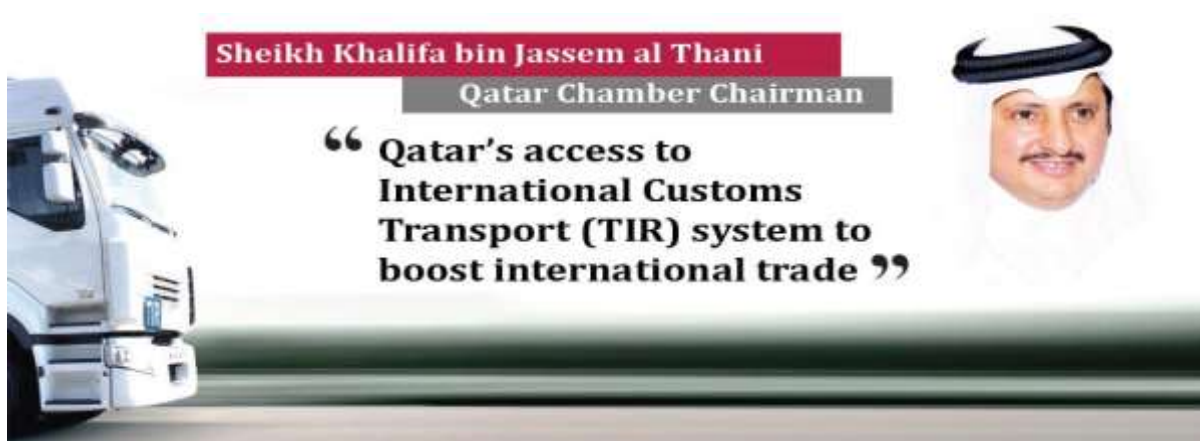 Sheikh Khalifa bin Jassem al Thani
Qatar Chamber Chairman
“ Qatar’s access to
International Customs
Transport (TIR) system to
boost international trade ”